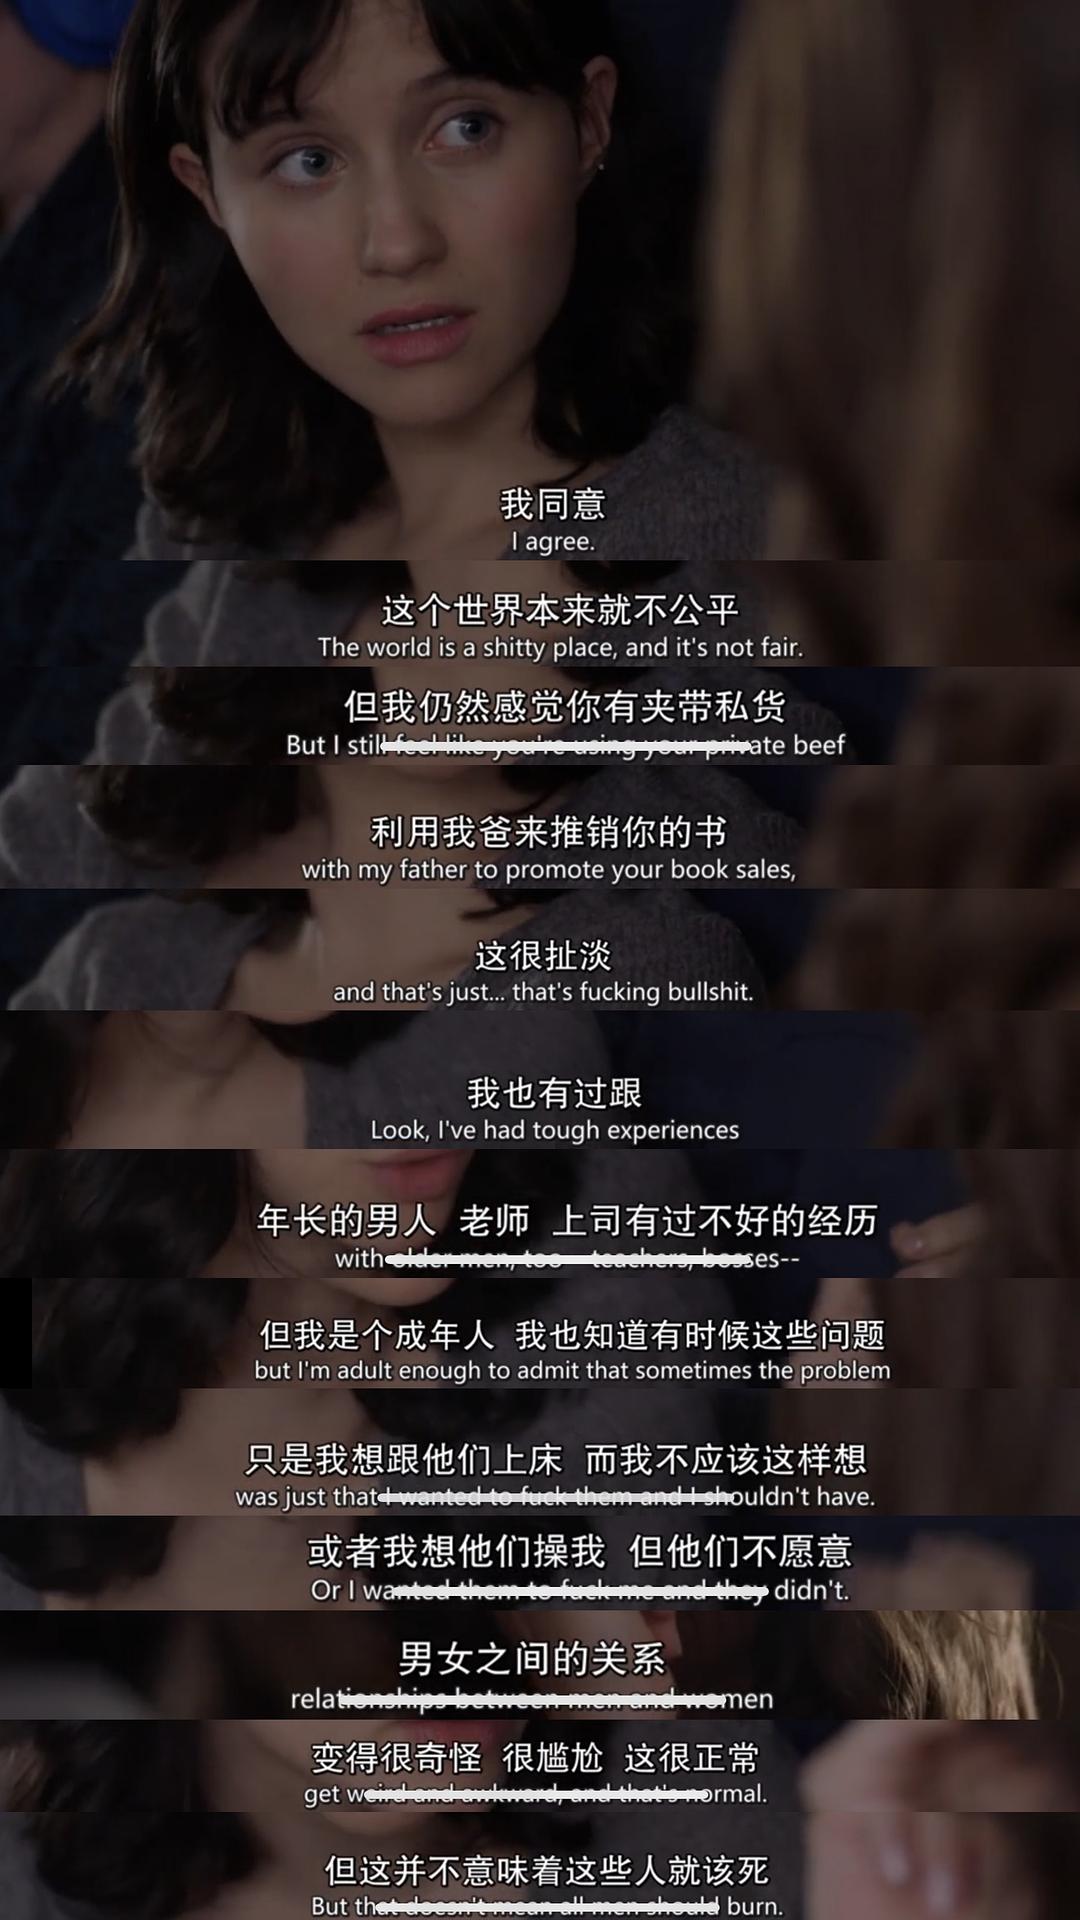 我同意
I agree.
这个世界本来就不公平
The world is a shitty place, and it's not fair.
但我仍然感觉你有夹带私货
But I still feel like you're using your private beef
利用我爸来推销你的书
with my father to promote your book sales,
这很扯淡
and that's just... that's fucking bullshit.
我也有过跟
Look, I've had tough experiences
年长的男人 老师 上司有过不好的经历
with older men, too-- teachers, bosses--
但我是个成年人 我也知道有时候这些问题
but I'm adult enough to admit that sometimes the problem
只是我想跟他们上床 而我不应该这样想
was just that I wanted to fuck them and I shouldn't have.
或者我想他们操我 但他们不愿意
Or I wanted them to fuck me and they didn't.
男女之间的关系
relationships between men and women
变得很奇怪 很尴尬 这很正常
get weird and awkward, and that's normal.
但这并不意味着这些人就该死
But that doesn't mean all men should burn.